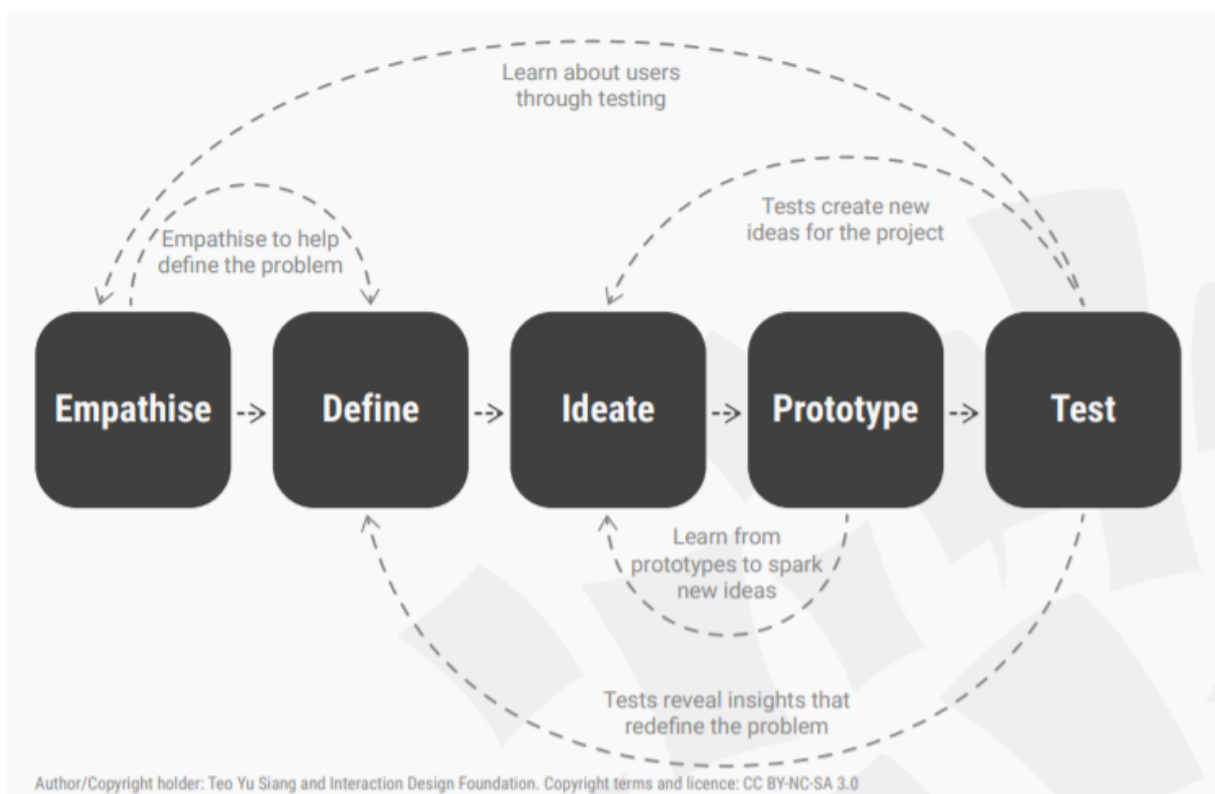 Learn about users
through testing
Tests create new
ideas for the project
Empathise to help
define the problem
Empathise
Define
Ideate
Prototype
Test
Learn from
prototypes to spark
new ideas
Tests reveal insights that
redefine the problem
Author/Copyright holder: Teo Yu Siang and Interaction Design Foundation. Copyright terms and licence: CC BY-NC-SA 3.0